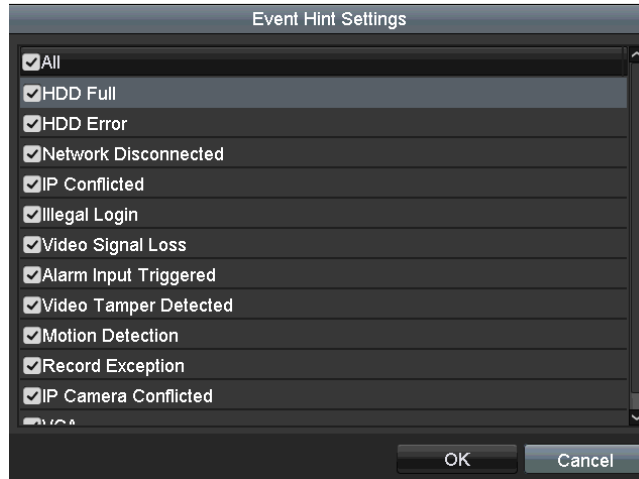 Event Hint Settings
All
HDD Full
HDD Error
Network Disconnected
IP Conflicted
Illegal Login
Video Signal Loss
Alarm Input Triggered
Video Tamper Detected
Motion Detection
Record Exception
IP Camera Conflicted
OK Cancel